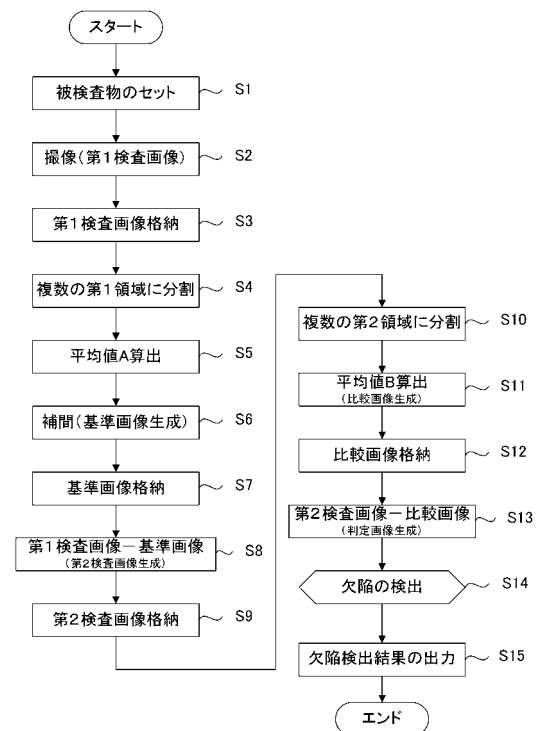 スタート
被検査物のセット S1
撮像(第1検査画像) S2
第1検査画像格納 S3
複数の第1領域に分割 S4
平均値A算出 S5
補間(基準画像生成) S6
基準画像格納 S7
第1検査画像－基準画像 S8
(第2検査画像生成)
第2検査画像格納 S9
複数の第2領域に分割 S10
平均値B算出 S11
(比較画像生成)
比較画像格納 S12
第2検査画像－比較画像 S13
(判定画像生成)
欠陥の検出 S14
欠陥検出結果の出力 S15
エンド